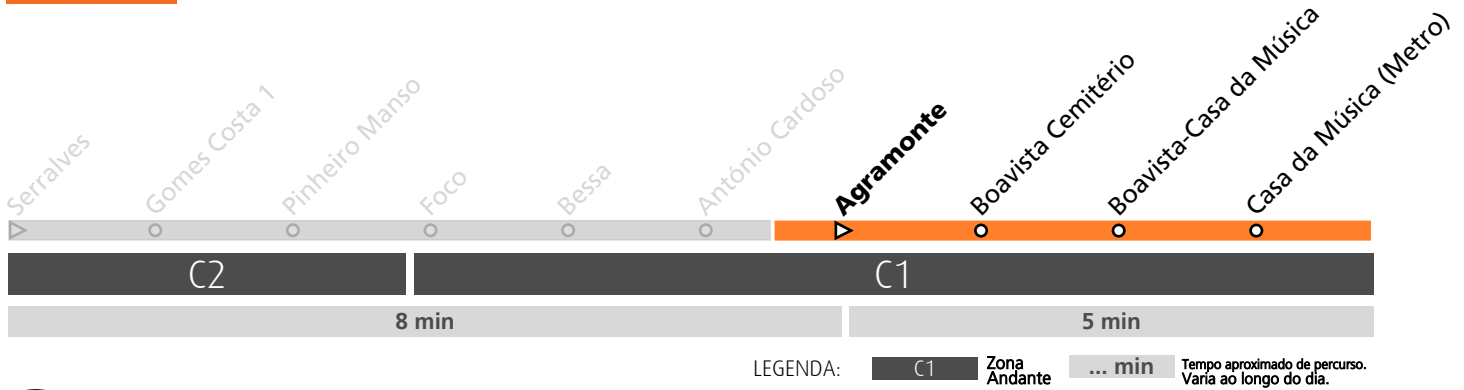 Serralves
Gomes Costa 1
Pinheiro Manso
Foco
Bessa
António Cardoso
Agramonte
Boavista Cemitério
Boavista-Casa da Música
Casa da Música (Metro)
C2
C1
8 min
5 min
LEGENDA:
C1
Zona
Andante
... min
Tempo aproximado de percurso.
Varia ao longo do dia.